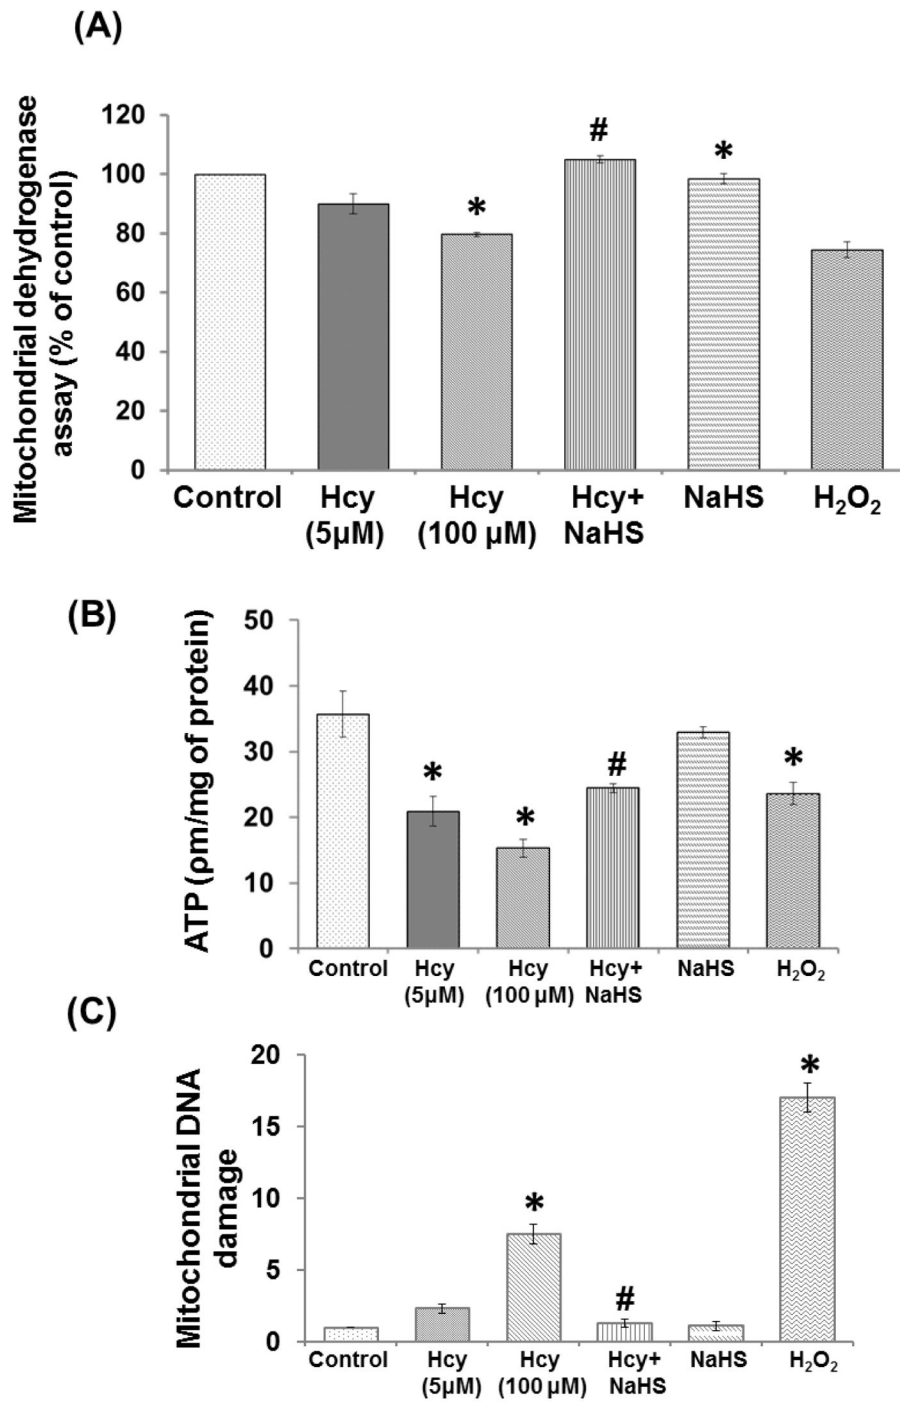 (A)
Mitochondrial dehydrogenase
assay (% of control)
120
100
80
60
40
20
0
*
#
*
Control Hcy Hcy Hcy+ NaHS H₂O₂
(5µM) (100 µM) NaHS
(B)
ATP (ρm/mg of protein)
50
40
30
20
10
0
*
*
#
*
Control Hcy Hcy Hcy+ NaHS H₂O₂
(5µM) (100 µM) NaHS
(C)
Mitochondrial DNA
damage
20
15
10
5
0
*
#
*
Control Hcy Hcy Hcy+ NaHS H₂O₂
(5µM) (100 µM) NaHS